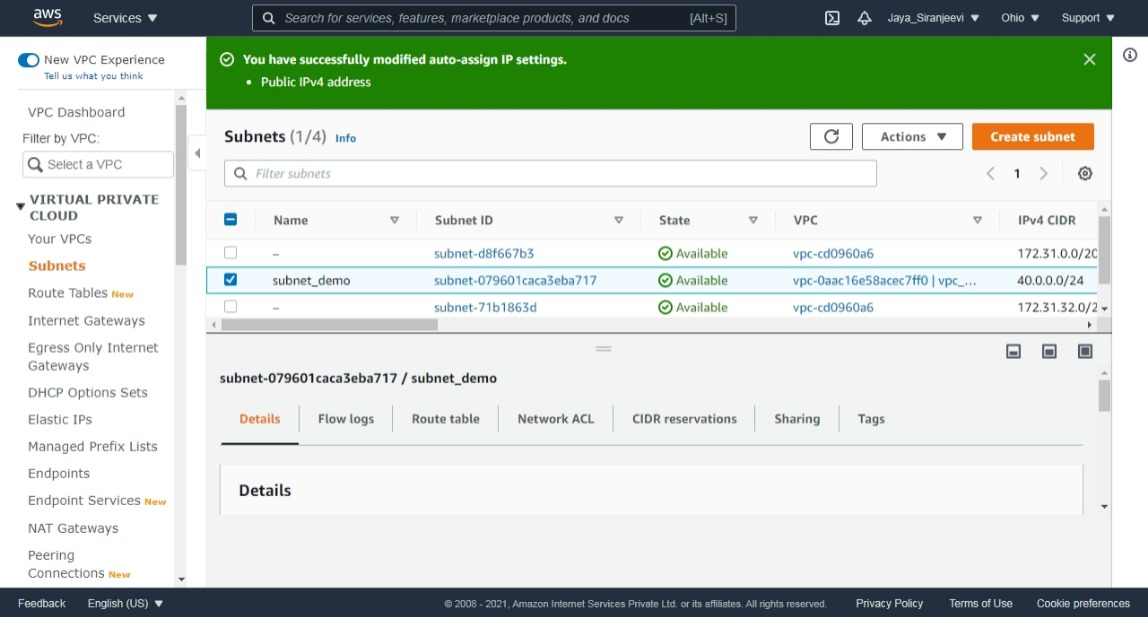 aws
Services ▼
Search for services, features, marketplace products, and docs [Alt+S]
Jaya_Siranjeevi ▼
Ohio ▼
Support ▼
New VPC Experience
Tell us what you think
VPC Dashboard
Filter by VPC:
Select a VPC
VIRTUAL PRIVATE
CLOUD
Your VPCs
Subnets
Route Tables New
Internet Gateways
Egress Only Internet
Gateways
DHCP Options Sets
Elastic IPs
Managed Prefix Lists
Endpoints
Endpoint Services New
NAT Gateways
Peering
Connections New
You have successfully modified auto-assign IP settings.
• Public IPv4 address
Subnets (1/4) Info
Actions ▼
Create subnet
Filter subnets
1
Name Subnet ID State VPC IPv4 CIDR
– subnet-d8f667b3 Available vpc-cd0960a6 172.31.0.0/20
subnet_demo subnet-079601caca3eba717 Available vpc-0aac16e58acec7ff0 | vpc_... 40.0.0.0/24
– subnet-71b1863d Available vpc-cd0960a6 172.31.32.0/2
subnet-079601caca3eba717 / subnet_demo
Details Flow logs Route table Network ACL CIDR reservations Sharing Tags
Details
Feedback English (US) ▼
© 2008 - 2021, Amazon Internet Services Private Ltd. or its affiliates. All rights reserved.
Privacy Policy Terms of Use Cookie preferences